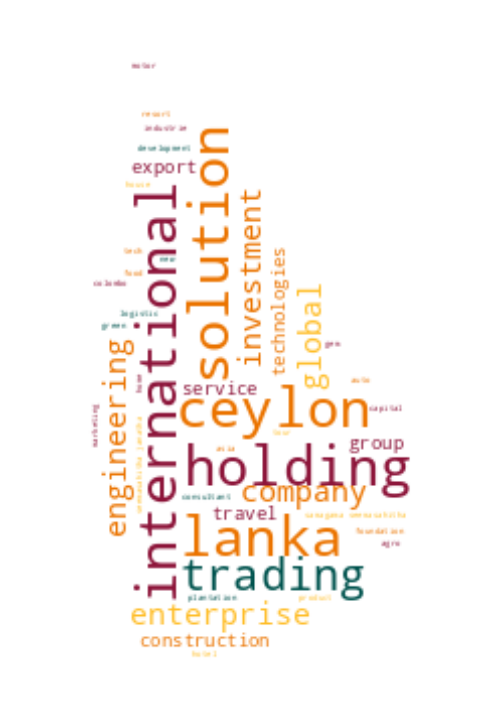 motor
resort
industrie
development
export
house
solution
international
investment
tech
new
technologies
food
colombo
global
logistic
green
engineering
gem
home
auto
service
ceylon
capital
marketing
group
asia
holding
company
consultant
travel
lanka
foundation
agro
trading
plantation
product
enterprise
construction
hotel